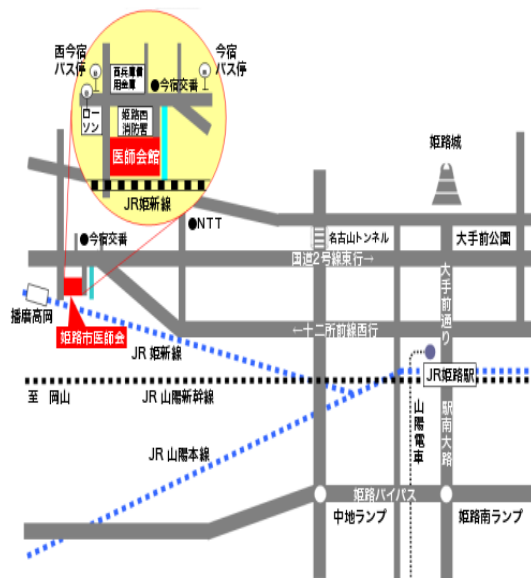 西今宿
バス停
西兵庫信
用金庫
今宿
バス停
●今宿交番
ロー
ソン
姫路西
消防署
医師会館
JR姫新線
姫路城
●NTT
●今宿交番
名古山トンネル
大手前公園
国道2号線東行→
大手前通り
播磨高岡
姫路市医師会
←十二所前線西行
JR 姫新線
JR姫路駅
至 岡山
JR 山陽新幹線
山陽電車
駅南大路
JR 山陽本線
姫路バイパス
中地ランプ
姫路南ランプ